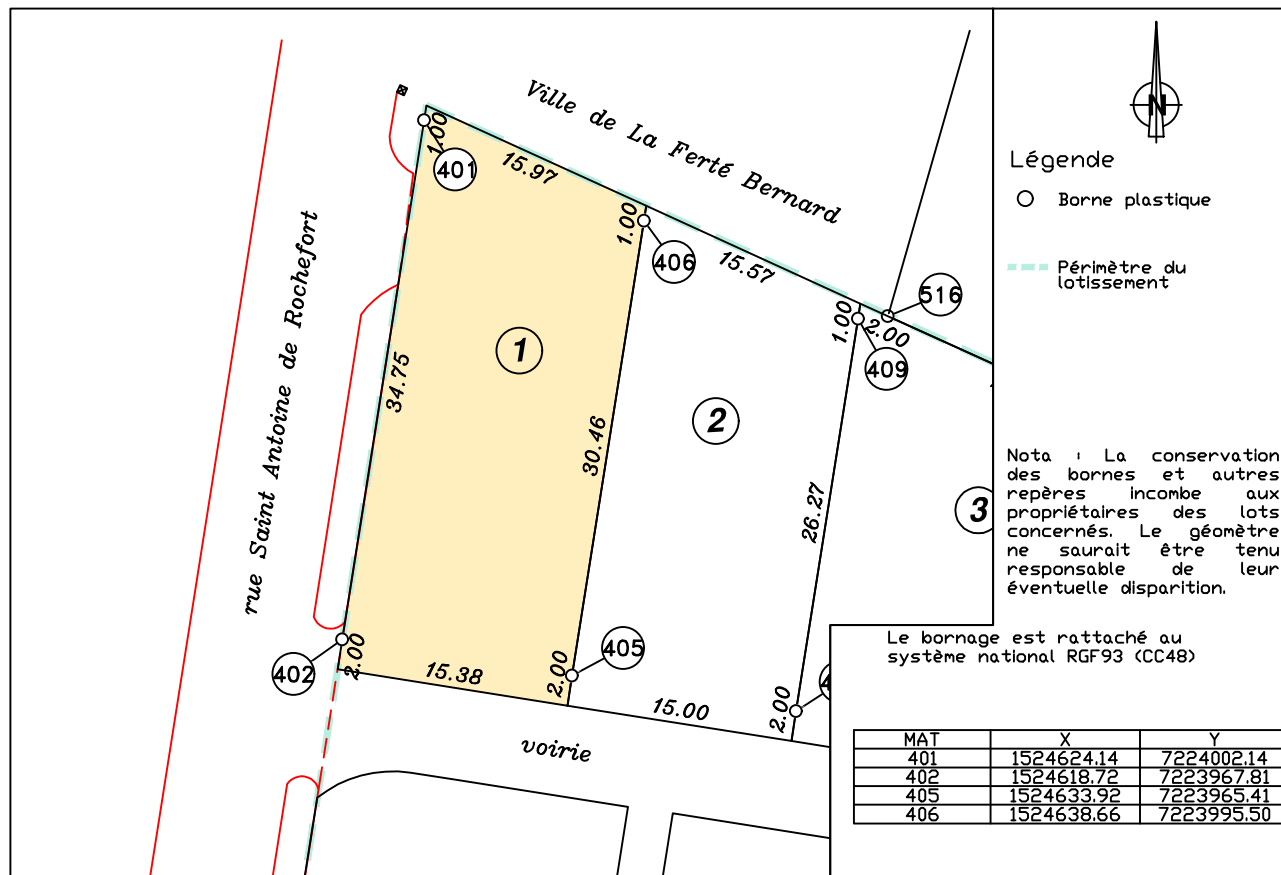 Ville de La Ferté Bernard
N
Légende
Borne plastique
Périmètre du
lotissement
rue Saint Antoine de Rochefort
1.00
401
15.97
1.00
406
15.57
516
1.00
2.00
409
1
34.75
30.46
2
26.27
3
Nota : La conservation
des bornes et autres
repères incombe aux
propriétaires des lots
concernés. Le géomètre
ne saurait être tenu
responsable de leur
éventuelle disparition.
402
2.00
15.38
2.00
405
15.00
2.00
voirie
Le bornage est rattaché au
système national RGF93 (CC48)
MAT X Y
401 1524624.14 7224002.14
402 1524618.72 7223967.81
405 1524633.92 7223965.41
406 1524638.66 7223995.50